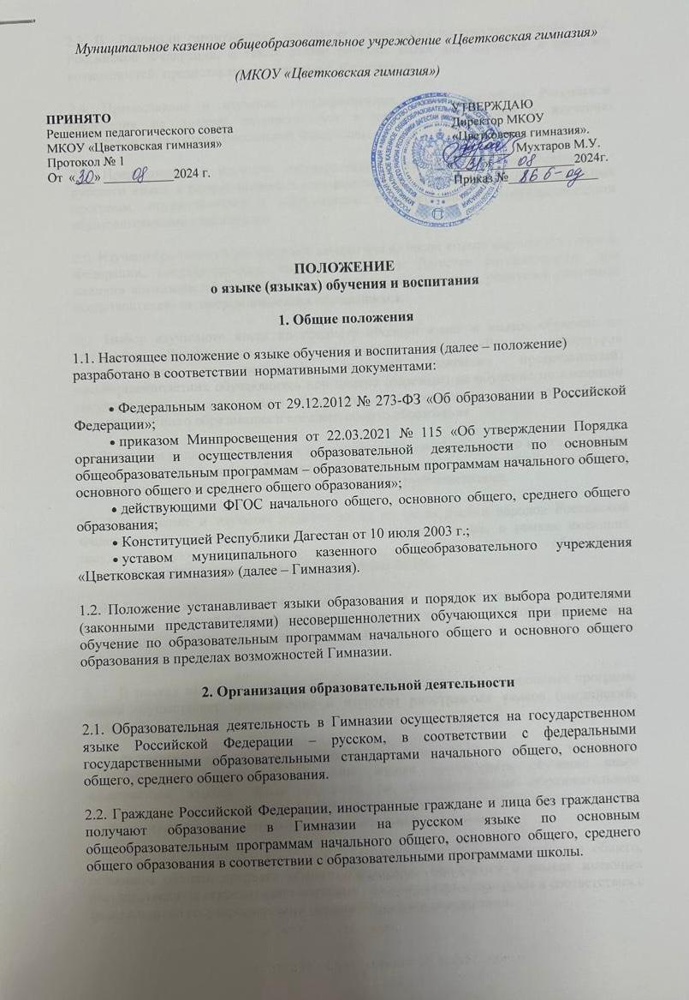 Муниципальное казенное общеобразовательное учреждение «Цветковская гимназия»
(МКОУ «Цветковская гимназия»)
ПРИНЯТО
Решением педагогического совета
МКОУ «Цветковская гимназия»
Протокол № 1
От «30» 08 2024 г.
УТВЕРЖДАЮ
Директор МКОУ
«Цветковская гимназия».
Мухтаров М.У.
«31» 08 2024г.
Приказ № 86 б-од
ПОЛОЖЕНИЕ
о языке (языках) обучения и воспитания
1. Общие положения
1.1. Настоящее положение о языке обучения и воспитания (далее – положение)
разработано в соответствии нормативными документами:
• Федеральным законом от 29.12.2012 № 273-ФЗ «Об образовании в Российской
Федерации»;
• приказом Минпросвещения от 22.03.2021 № 115 «Об утверждении Порядка
организации и осуществления образовательной деятельности по основным
общеобразовательным программам – образовательным программам начального общего,
основного общего и среднего общего образования»;
• действующими ФГОС начального общего, основного общего, среднего общего
образования;
• Конституцией Республики Дагестан от 10 июля 2003 г.;
• уставом муниципального казенного общеобразовательного учреждения
«Цветковская гимназия» (далее – Гимназия).
1.2. Положение устанавливает языки образования и порядок их выбора родителями
(законными представителями) несовершеннолетних обучающихся при приеме на
обучение по образовательным программам начального общего и основного общего
образования в пределах возможностей Гимназии.
2. Организация образовательной деятельности
2.1. Образовательная деятельность в Гимназии осуществляется на государственном
языке Российской Федерации – русском, в соответствии с федеральными
государственными образовательными стандартами начального общего, основного
общего, среднего общего образования.
2.2. Граждане Российской Федерации, иностранные граждане и лица без гражданства
получают образование в Гимназии на русском языке по основным
общеобразовательным программам начального общего, основного общего, среднего
общего образования в соответствии с образовательными программами школы.